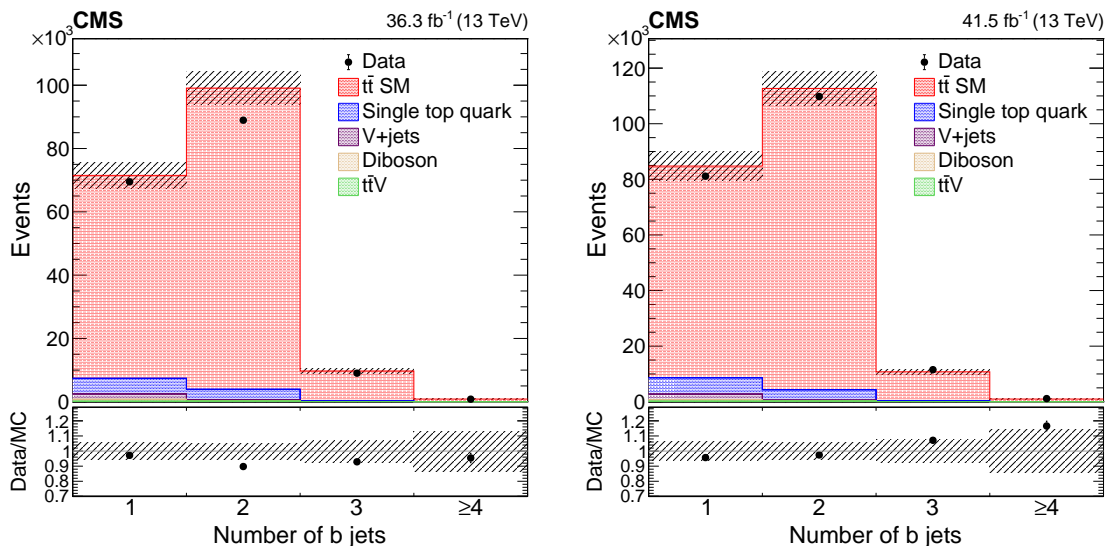 CMS 36.3 fb⁻¹ (13 TeV)
×10³
Events
100
80
60
40
20
0
Data
tt̄ SM
Single top quark
V+jets
Diboson
tt̄V
Data/MC
1.2
1.1
1
0.9
0.8
0.7
1 2 3 ≥4
Number of b jets
CMS 41.5 fb⁻¹ (13 TeV)
×10³
Events
120
100
80
60
40
20
0
Data
tt̄ SM
Single top quark
V+jets
Diboson
tt̄V
Data/MC
1.2
1.1
1
0.9
0.8
0.7
1 2 3 ≥4
Number of b jets